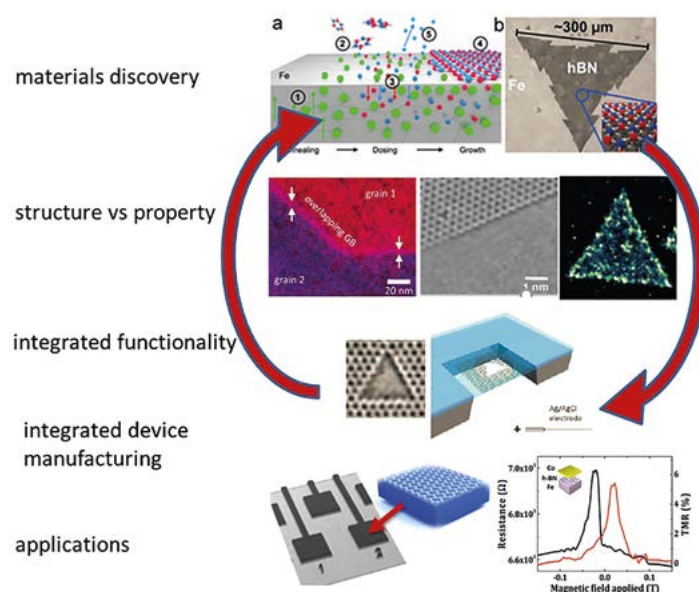 materials discovery
structure vs property
integrated functionality
integrated device
manufacturing
applications
a
2
5
4
Fe
3
1
Dosing
Growth
b
~300 µm
hBN
Fe
grain 1
overlapping GB
grain 2
20 nm
nm
Ag/AgCl
electrode
+
1
2
Co
h-BN
Fe
7.0x10³
6.8x10³
6.6x10³
Resistance (Ω)
6
4
2
0
TMR (%)
-0.1
0.0
0.1
Magnetic field applied (T)